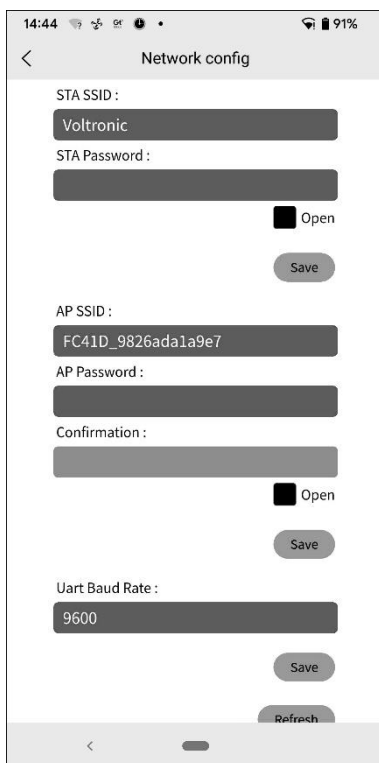 14:44 91%
Network config
STA SSID :
Voltronic
STA Password :
Open
Save
AP SSID :
FC41D_9826ada1a9e7
AP Password :
Confirmation :
Open
Save
Uart Baud Rate :
9600
Save
Refresh